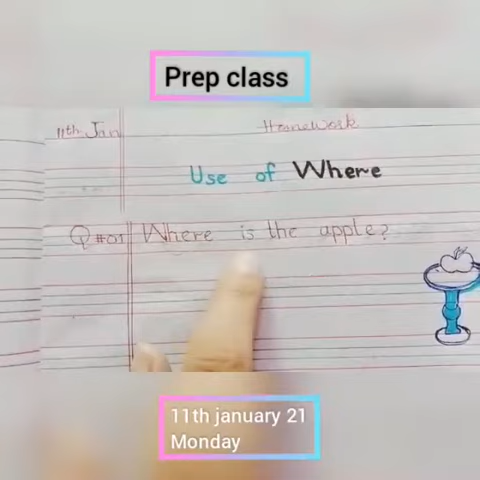 Prep class
11th Jan Homework
Use of Where
Q#01 Where is the apple?
11th january 21
Monday